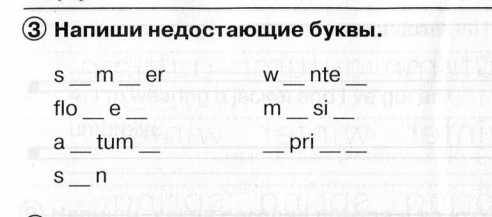 ③ Напиши недостающие буквы.
s __ m __ er
flo __ e __
a __ tum __
s __ n
w __ nte __
m __ si __
__ pri __ __